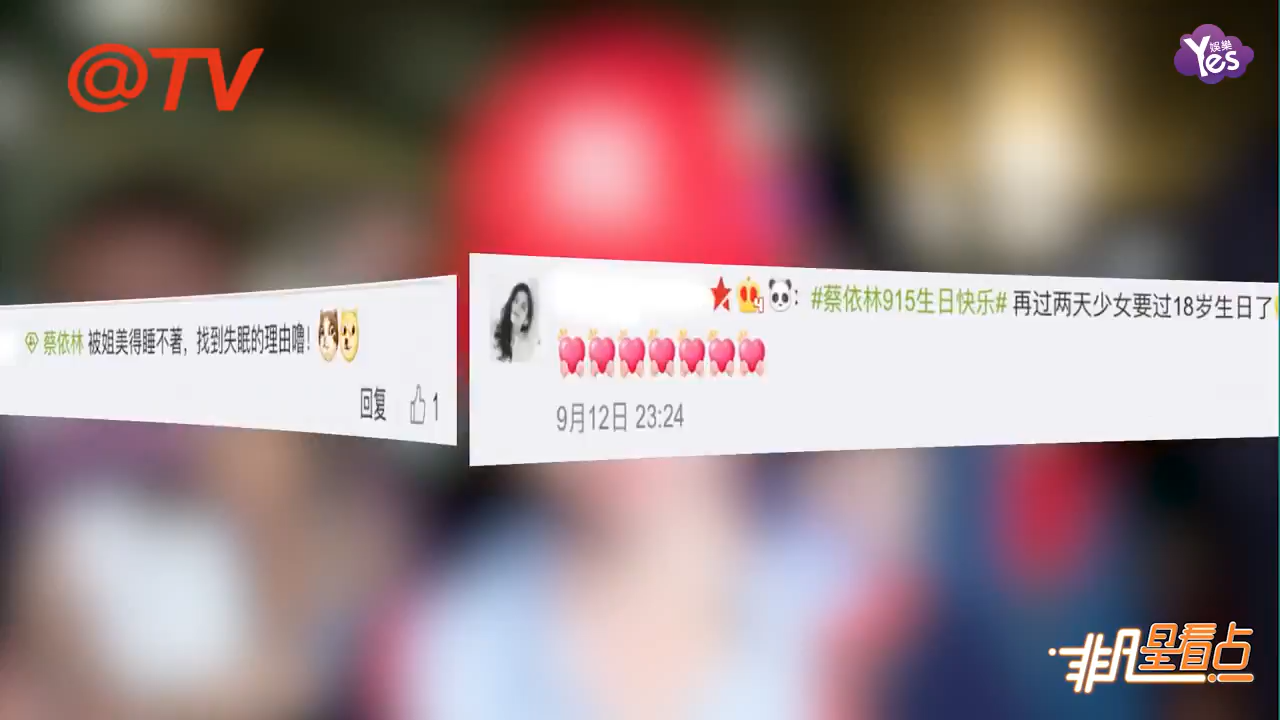 @TV
Yes 娱樂
蔡依林 被姐美得睡不著，找到失眠的理由噜！
回复 1
: #蔡依林915生日快乐# 再过两天少女要过18岁生日了
9月12日 23:24
非凡星看点